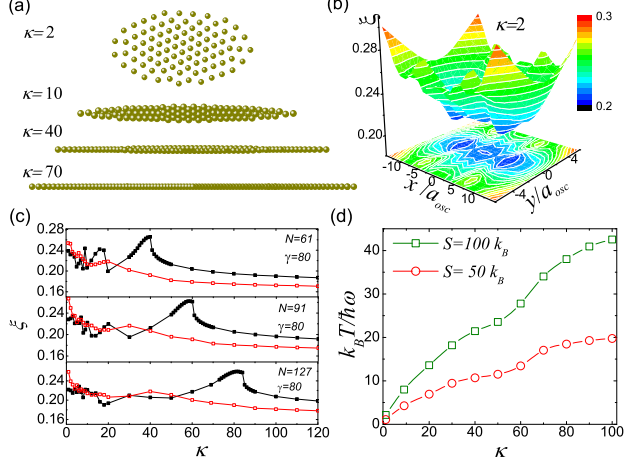 (a)
κ=2
κ=10
κ=40
κ=70
(b)
ξ
κ=2
0.28
0.24
0.20
-10 -5 0 5 10
x/a_osc
-4 0 4
y/a_osc
0.3
0.2
(c)
0.28
0.24
0.20
0.16
N=61
γ=80
0.24
0.20
0.16
N=91
γ=80
0.24
0.20
0.16
N=127
γ=80
ξ
0 20 40 60 80 100 120
κ
(d)
S=100 k_B
S= 50 k_B
k_BT/ħω
40
30
20
10
0
0 20 40 60 80 100
κ